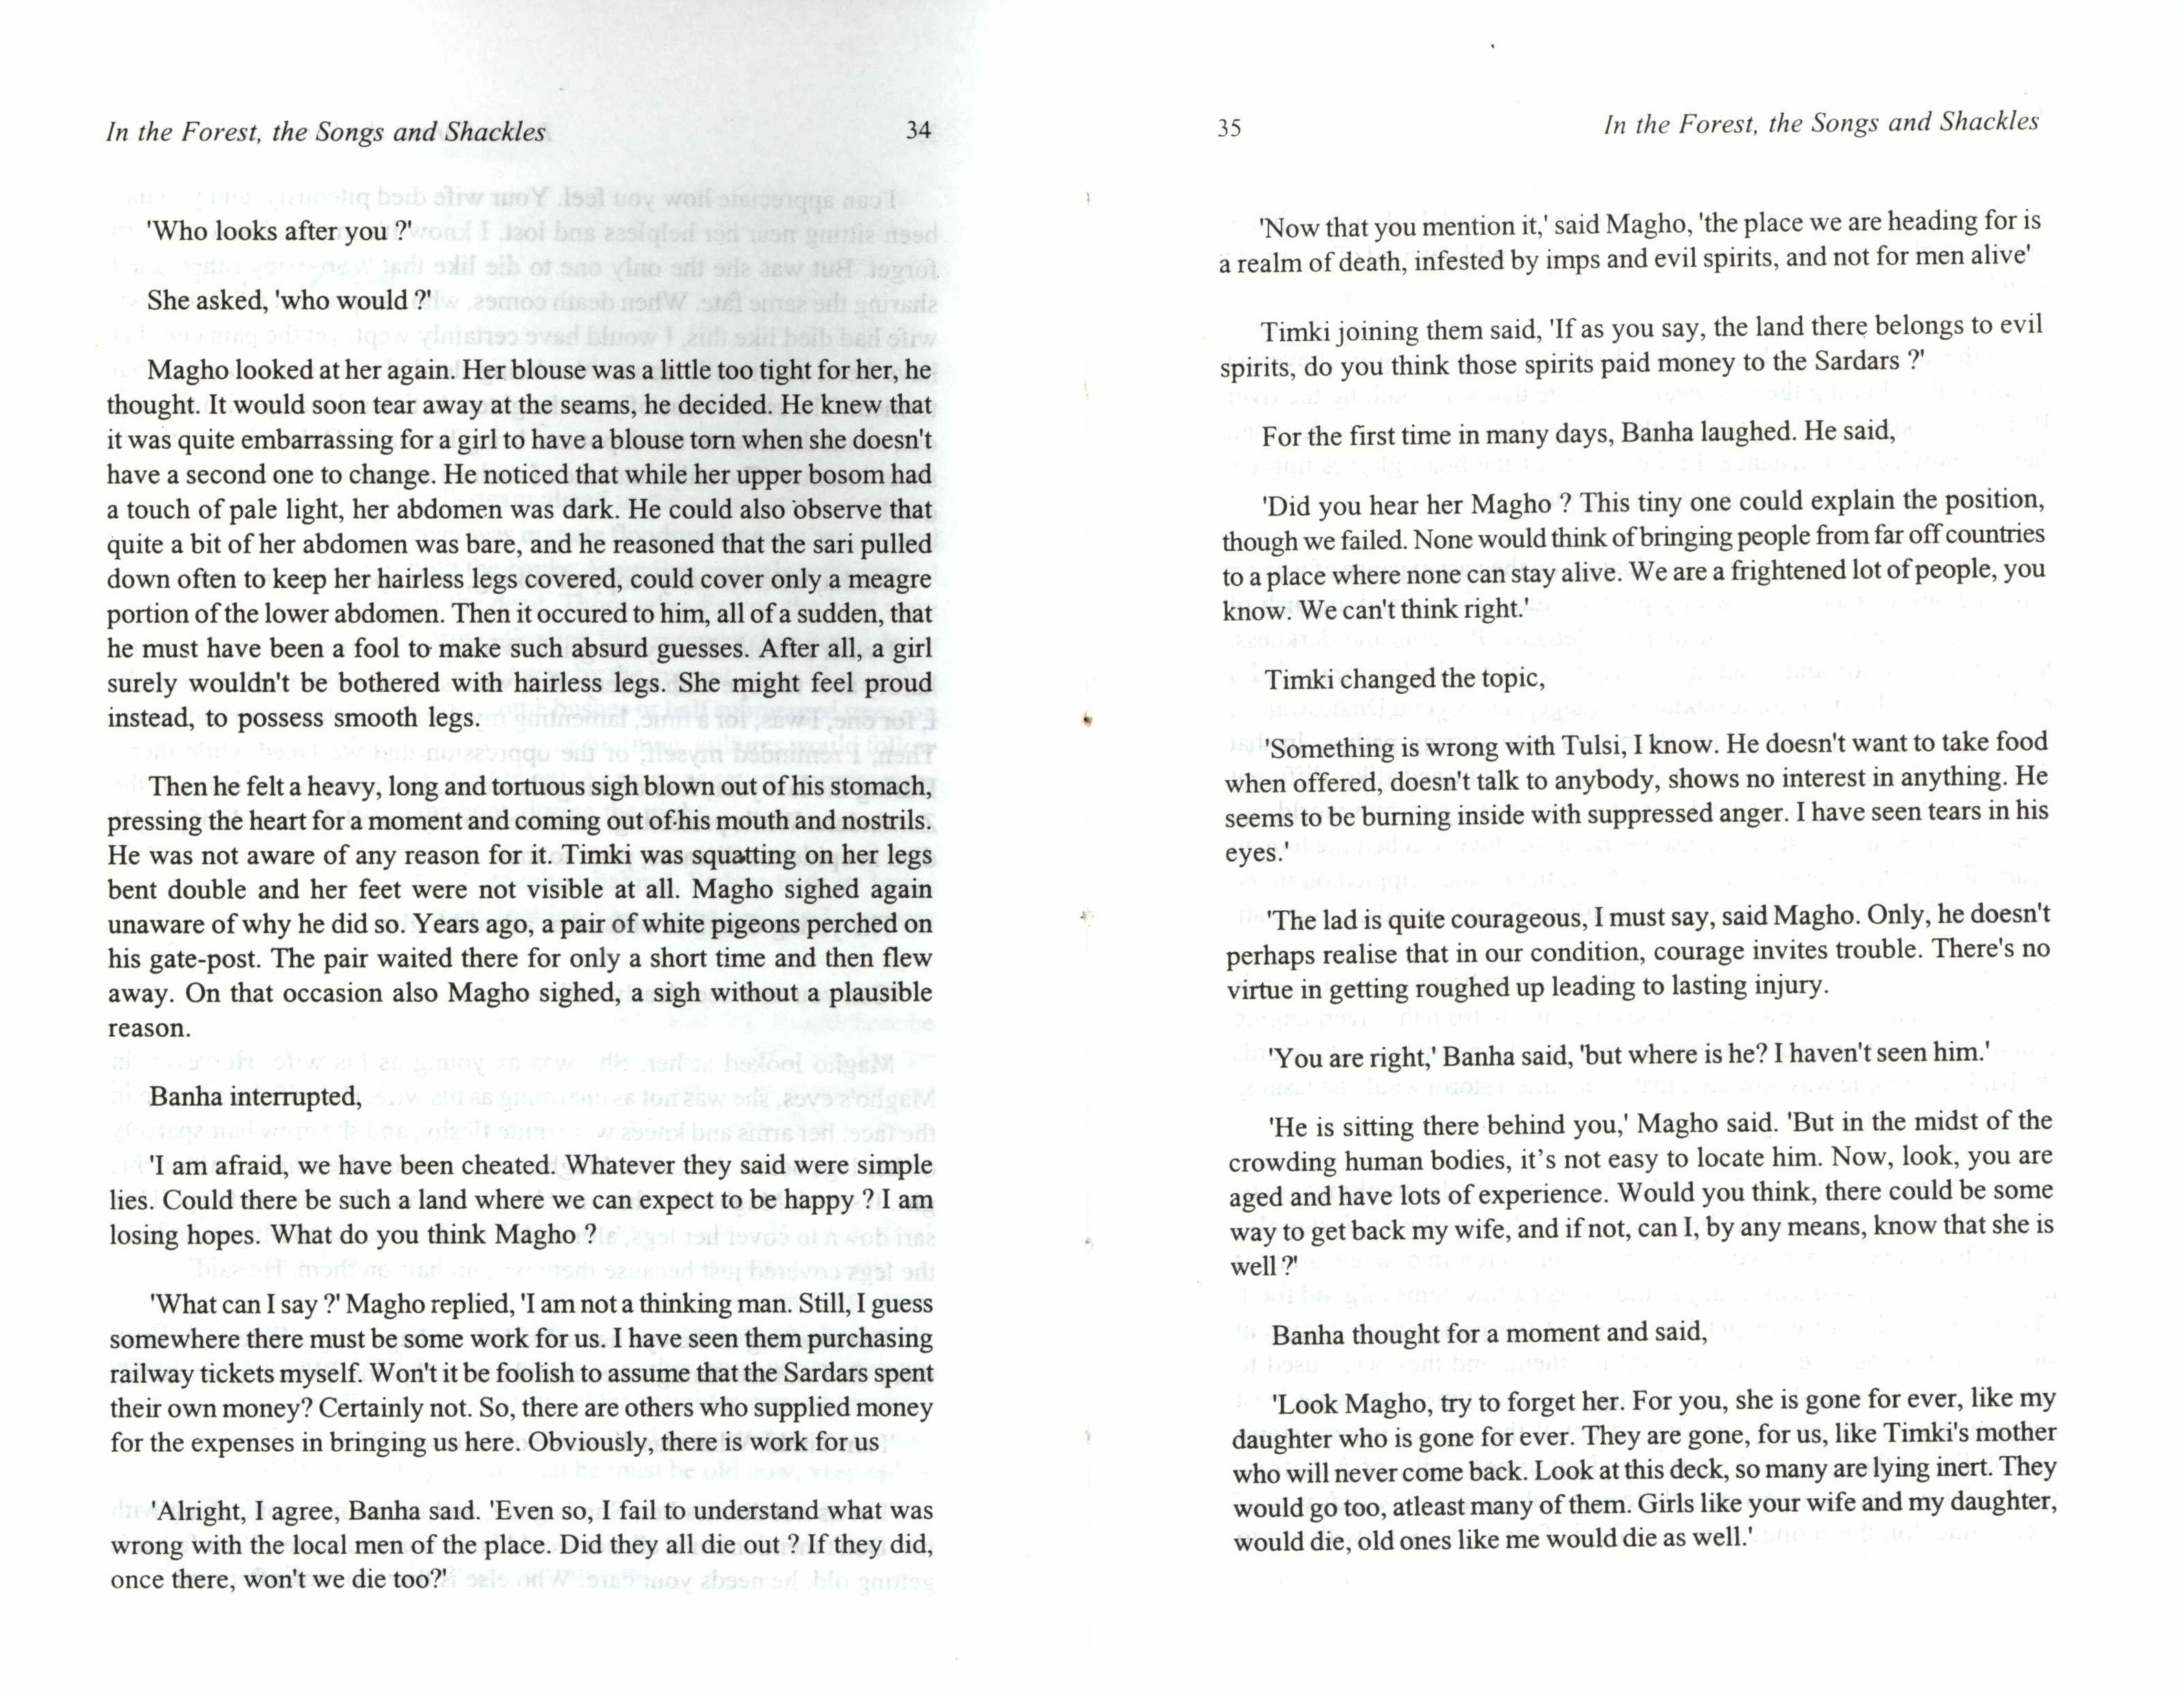 In the Forest, the Songs and Shackles 34
'Who looks after you ?'
She asked, 'who would ?'
Magho looked at her again. Her blouse was a little too tight for her, he
thought. It would soon tear away at the seams, he decided. He knew that
it was quite embarrassing for a girl to have a blouse torn when she doesn't
have a second one to change. He noticed that while her upper bosom had
a touch of pale light, her abdomen was dark. He could also observe that
quite a bit of her abdomen was bare, and he reasoned that the sari pulled
down often to keep her hairless legs covered, could cover only a meagre
portion of the lower abdomen. Then it occured to him, all of a sudden, that
he must have been a fool to make such absurd guesses. After all, a girl
surely wouldn't be bothered with hairless legs. She might feel proud
instead, to possess smooth legs.
Then he felt a heavy, long and tortuous sigh blown out of his stomach,
pressing the heart for a moment and coming out of his mouth and nostrils.
He was not aware of any reason for it. Timki was squatting on her legs
bent double and her feet were not visible at all. Magho sighed again
unaware of why he did so. Years ago, a pair of white pigeons perched on
his gate-post. The pair waited there for only a short time and then flew
away. On that occasion also Magho sighed, a sigh without a plausible
reason.
Banha interrupted,
'I am afraid, we have been cheated. Whatever they said were simple
lies. Could there be such a land where we can expect to be happy ? I am
losing hopes. What do you think Magho ?
'What can I say ?' Magho replied, 'I am not a thinking man. Still, I guess
somewhere there must be some work for us. I have seen them purchasing
railway tickets myself. Won't it be foolish to assume that the Sardars spent
their own money? Certainly not. So, there are others who supplied money
for the expenses in bringing us here. Obviously, there is work for us
'Alright, I agree, Banha said. 'Even so, I fail to understand what was
wrong with the local men of the place. Did they all die out ? If they did,
once there, won't we die too?'
35 In the Forest, the Songs and Shackles
'Now that you mention it,' said Magho, 'the place we are heading for is
a realm of death, infested by imps and evil spirits, and not for men alive'
Timki joining them said, 'If as you say, the land there belongs to evil
spirits, do you think those spirits paid money to the Sardars ?'
For the first time in many days, Banha laughed. He said,
'Did you hear her Magho ? This tiny one could explain the position,
though we failed. None would think of bringing people from far off countries
to a place where none can stay alive. We are a frightened lot of people, you
know. We can't think right.'
Timki changed the topic,
'Something is wrong with Tulsi, I know. He doesn't want to take food
when offered, doesn't talk to anybody, shows no interest in anything. He
seems to be burning inside with suppressed anger. I have seen tears in his
eyes.'
'The lad is quite courageous, I must say, said Magho. Only, he doesn't
perhaps realise that in our condition, courage invites trouble. There's no
virtue in getting roughed up leading to lasting injury.
'You are right,' Banha said, 'but where is he? I haven't seen him.'
'He is sitting there behind you,' Magho said. 'But in the midst of the
crowding human bodies, it's not easy to locate him. Now, look, you are
aged and have lots of experience. Would you think, there could be some
way to get back my wife, and if not, can I, by any means, know that she is
well ?'
Banha thought for a moment and said,
'Look Magho, try to forget her. For you, she is gone for ever, like my
daughter who is gone for ever. They are gone, for us, like Timki's mother
who will never come back. Look at this deck, so many are lying inert. They
would go too, atleast many of them. Girls like your wife and my daughter,
would die, old ones like me would die as well.'